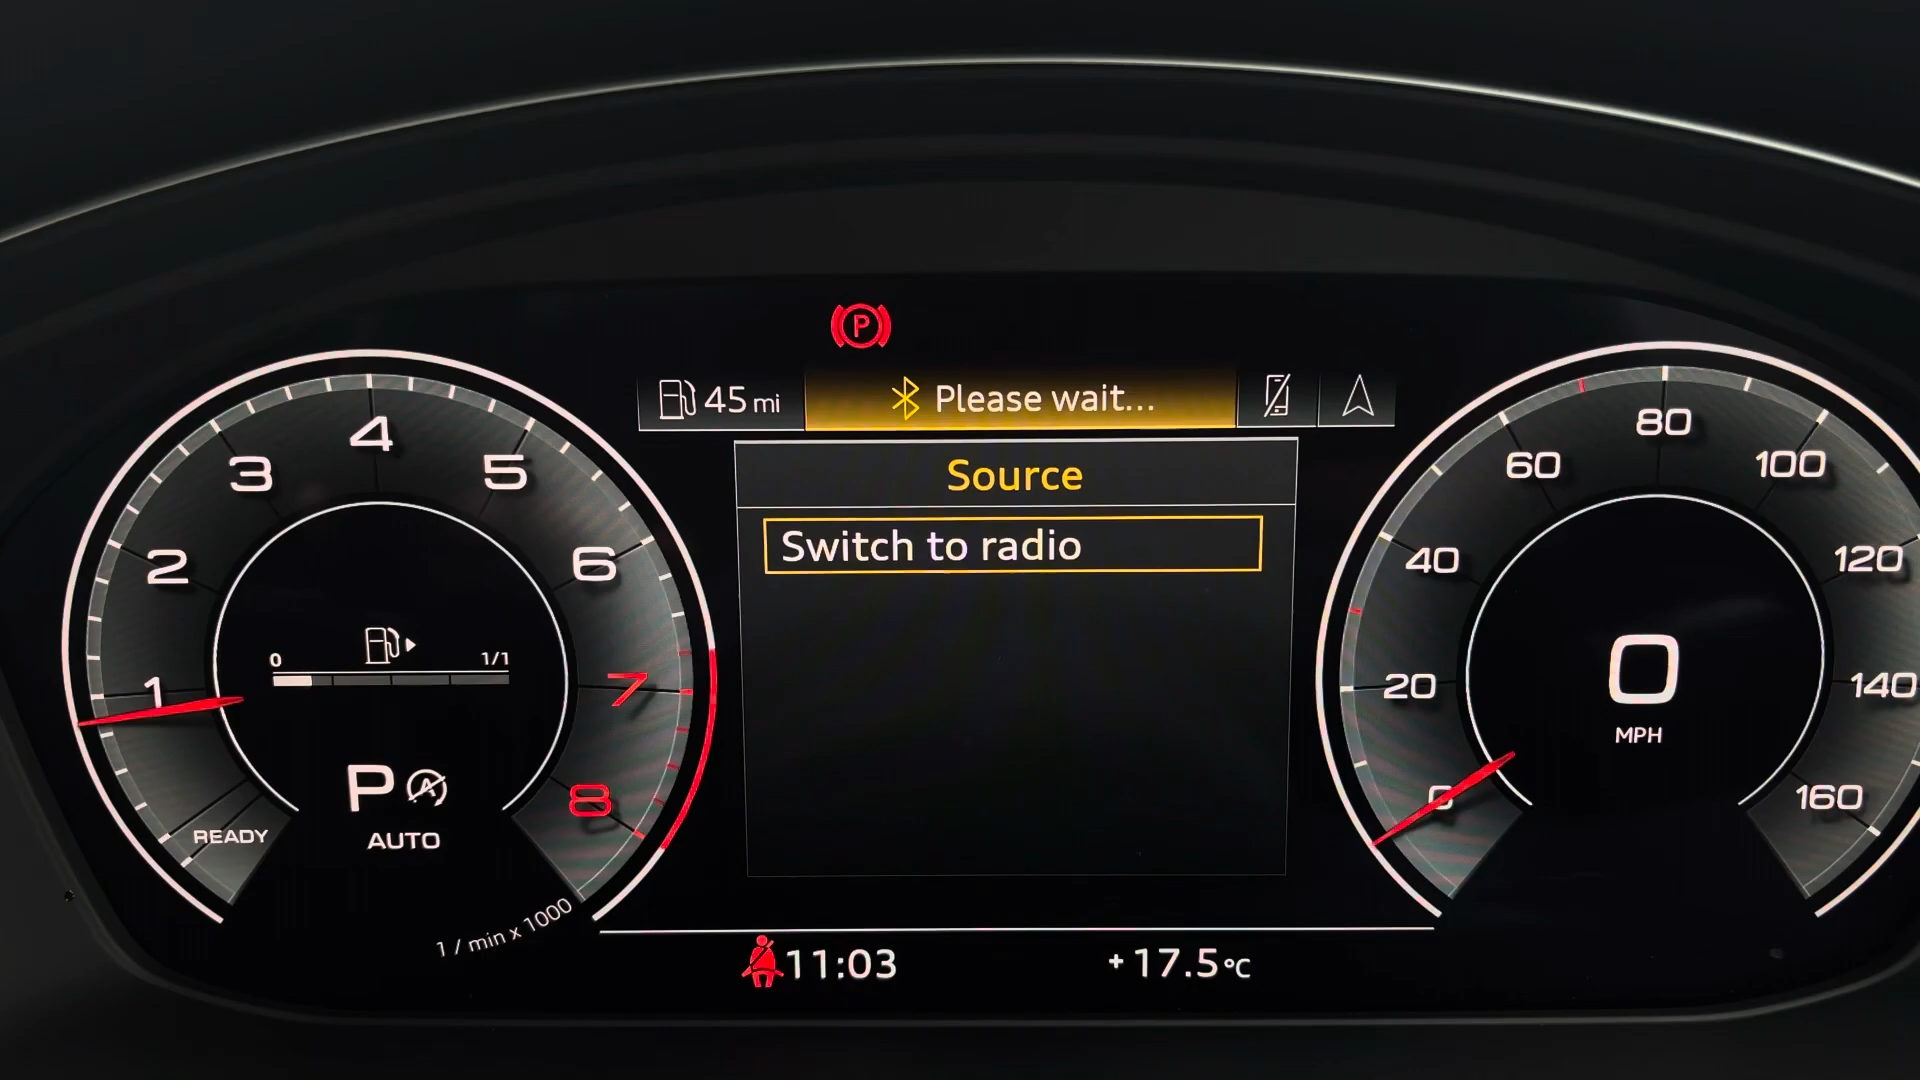 P
45 mi
Please wait...
Source
Switch to radio
1
2
3
4
5
6
7
8
READY
0
1/1
P A
AUTO
1 / min x 1000
0
20
40
60
80
100
120
140
160
0
MPH
11:03
+17.5°C